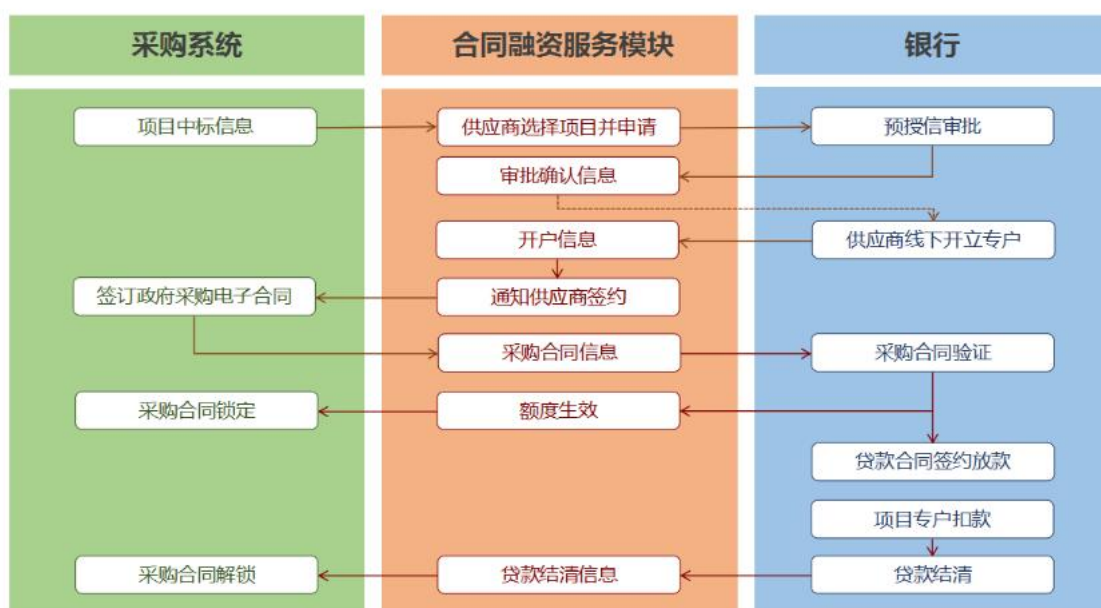 采购系统
合同融资服务模块
银行
项目中标信息
供应商选择项目并申请
预授信审批
审批确认信息
开户信息
供应商线下开立专户
签订政府采购电子合同
通知供应商签约
采购合同信息
采购合同验证
采购合同锁定
额度生效
贷款合同签约放款
项目专户扣款
采购合同解锁
贷款结清信息
贷款结清